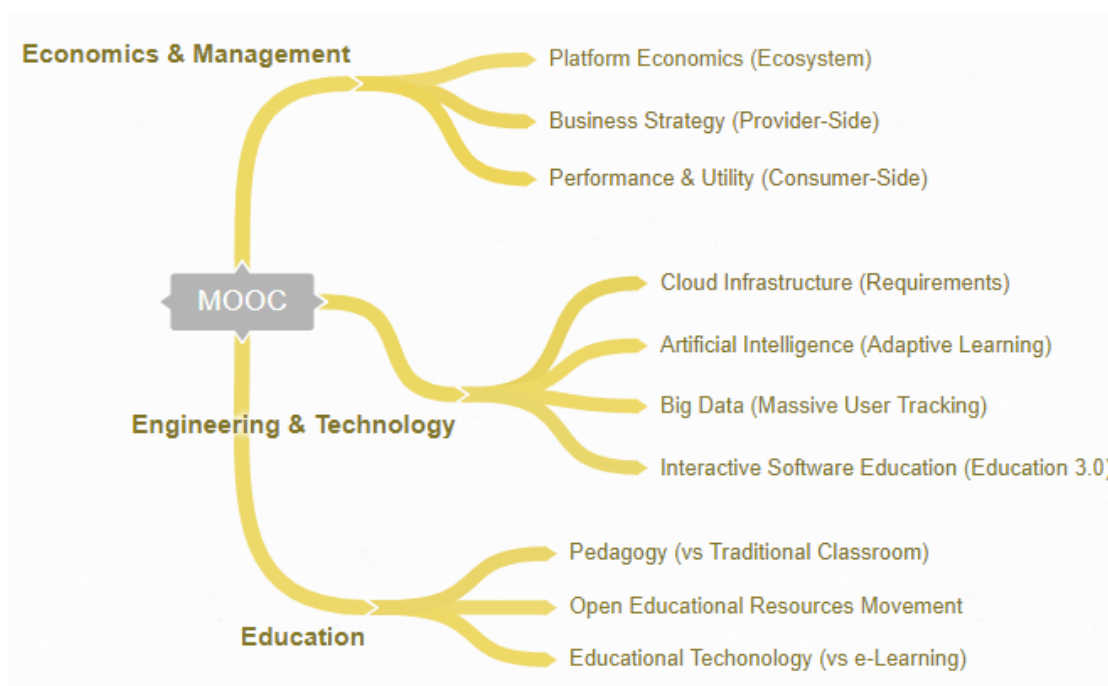 Economics & Management
Platform Economics (Ecosystem)
Business Strategy (Provider-Side)
Performance & Utility (Consumer-Side)
MOOC
Engineering & Technology
Cloud Infrastructure (Requirements)
Artificial Intelligence (Adaptive Learning)
Big Data (Massive User Tracking)
Interactive Software Education (Education 3.0)
Education
Pedagogy (vs Traditional Classroom)
Open Educational Resources Movement
Educational Techonology (vs e-Learning)